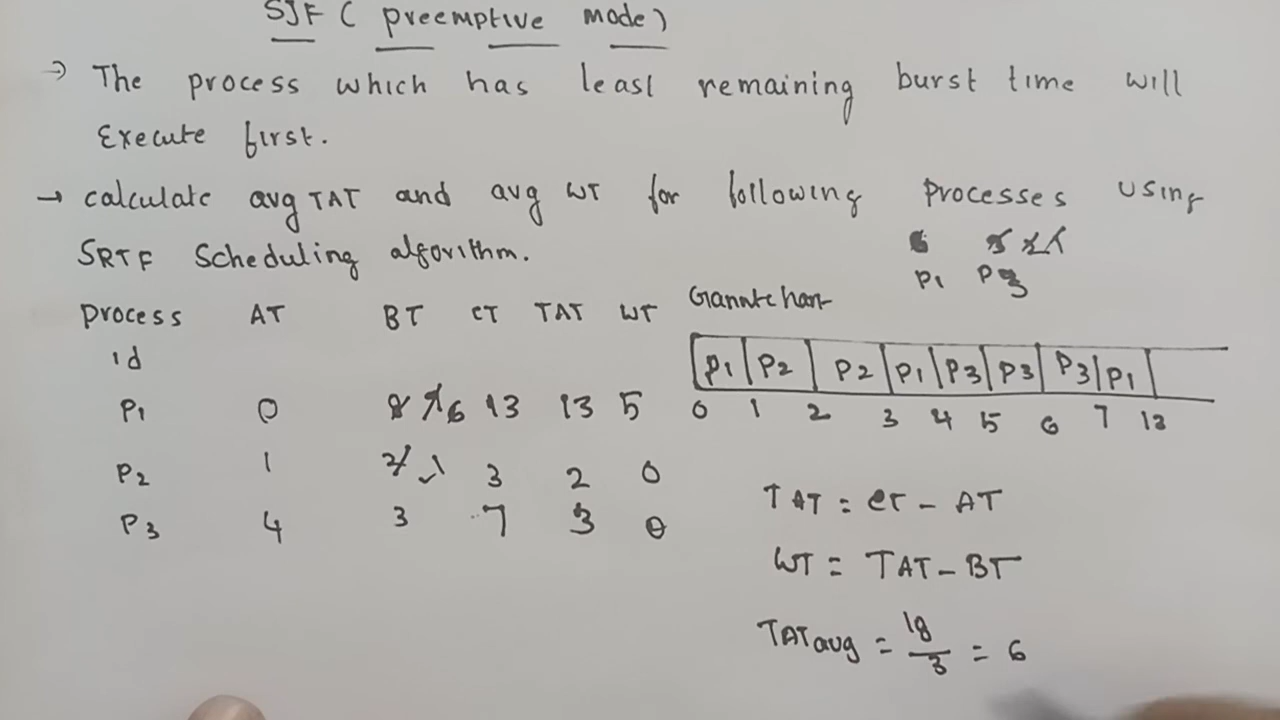 SJF ( preemptive mode)
→ The process which has least remaining burst time will
Execute first.
→ calculate avg TAT and avg WT for following processes using
SRTF Scheduling algorithm.
P1 P3
process AT BT CT TAT WT Ganntchart
id
P1 P2 P2 P1 P3 P3 P3 P1
0 1 2 3 4 5 6 7 13
P1 0 8 7 6 13 13 5
P2 1 2 1 3 2 0
P3 4 3 7 3 0
TAT = CT - AT
WT = TAT - BT
TATavg = 18/3 = 6